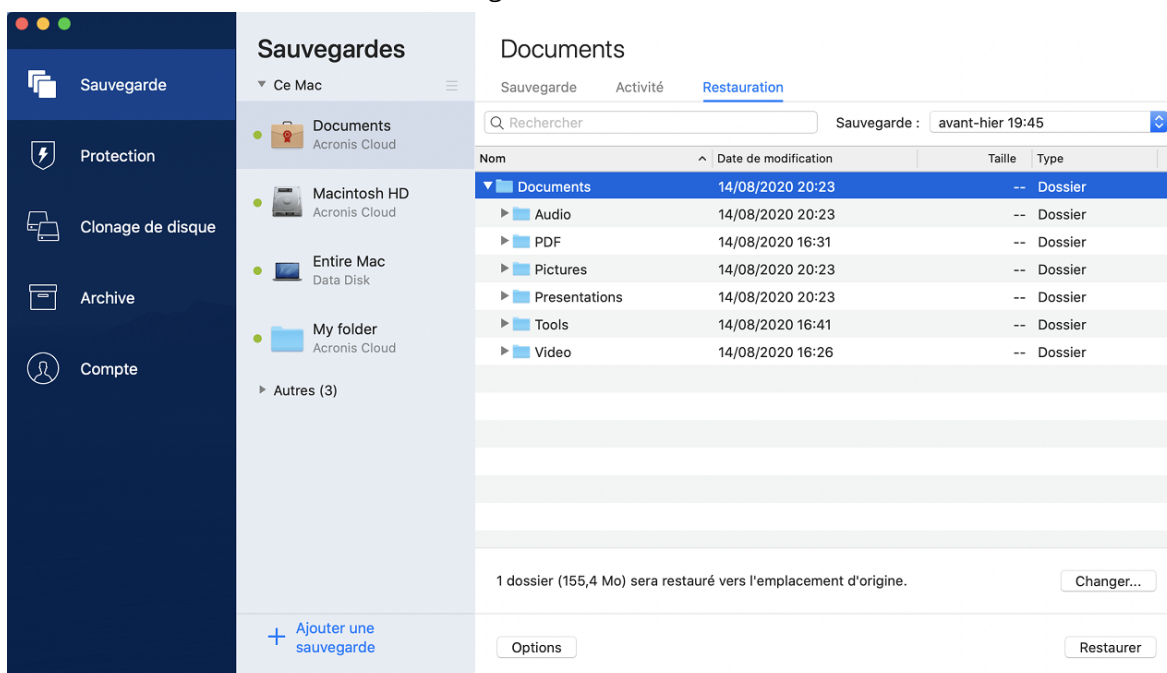 Sauvegarde
Protection
Clonage de disque
Archive
Compte
Sauvegardes
Ce Mac
Documents
Acronis Cloud
Macintosh HD
Acronis Cloud
Entire Mac
Data Disk
My folder
Acronis Cloud
Autres (3)
Ajouter une
sauvegarde
Documents
Sauvegarde Activité Restauration
Rechercher Sauvegarde : avant-hier 19:45
Nom Date de modification Taille Type
Documents 14/08/2020 20:23 -- Dossier
Audio 14/08/2020 20:23 -- Dossier
PDF 14/08/2020 16:31 -- Dossier
Pictures 14/08/2020 20:23 -- Dossier
Presentations 14/08/2020 20:23 -- Dossier
Tools 14/08/2020 16:41 -- Dossier
Video 14/08/2020 16:26 -- Dossier
1 dossier (155,4 Mo) sera restauré vers l'emplacement d'origine. Changer...
Options Restaurer